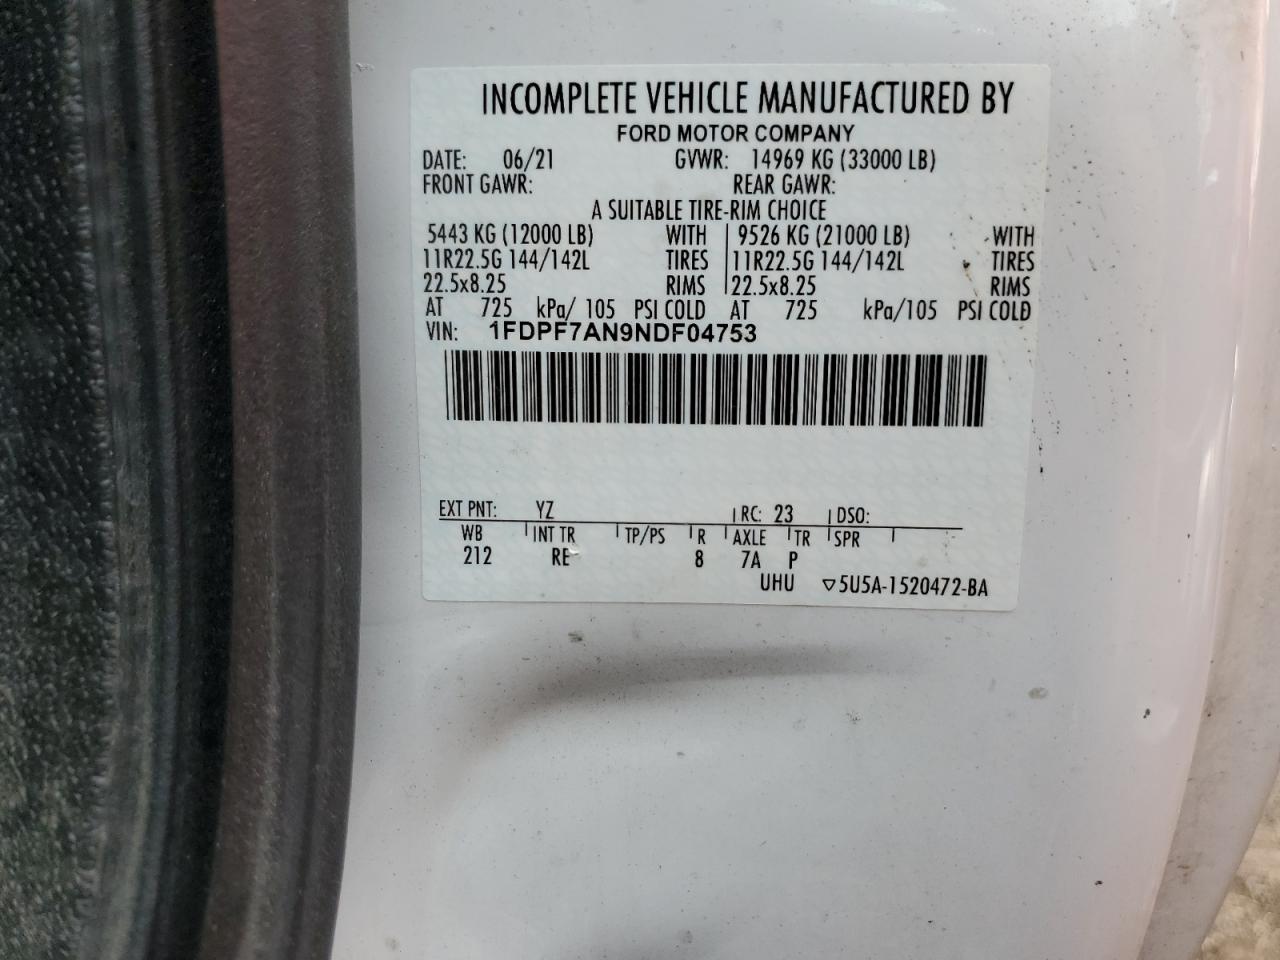 INCOMPLETE VEHICLE MANUFACTURED BY
FORD MOTOR COMPANY
DATE: 06/21 GVWR: 14969 KG (33000 LB)
FRONT GAWR: REAR GAWR:
A SUITABLE TIRE-RIM CHOICE
5443 KG (12000 LB) WITH 9526 KG (21000 LB) WITH
11R22.5G 144/142L TIRES 11R22.5G 144/142L TIRES
22.5x8.25 RIMS 22.5x8.25 RIMS
AT 725 kPa/ 105 PSI COLD AT 725 kPa/105 PSI COLD
VIN: 1FDPF7AN9NDF04753
EXT PNT: YZ RC: 23 DSO:
WB INT TR TP/PS R AXLE TR SPR
212 RE 8 7A P
UHU ▽5U5A-1520472-BA